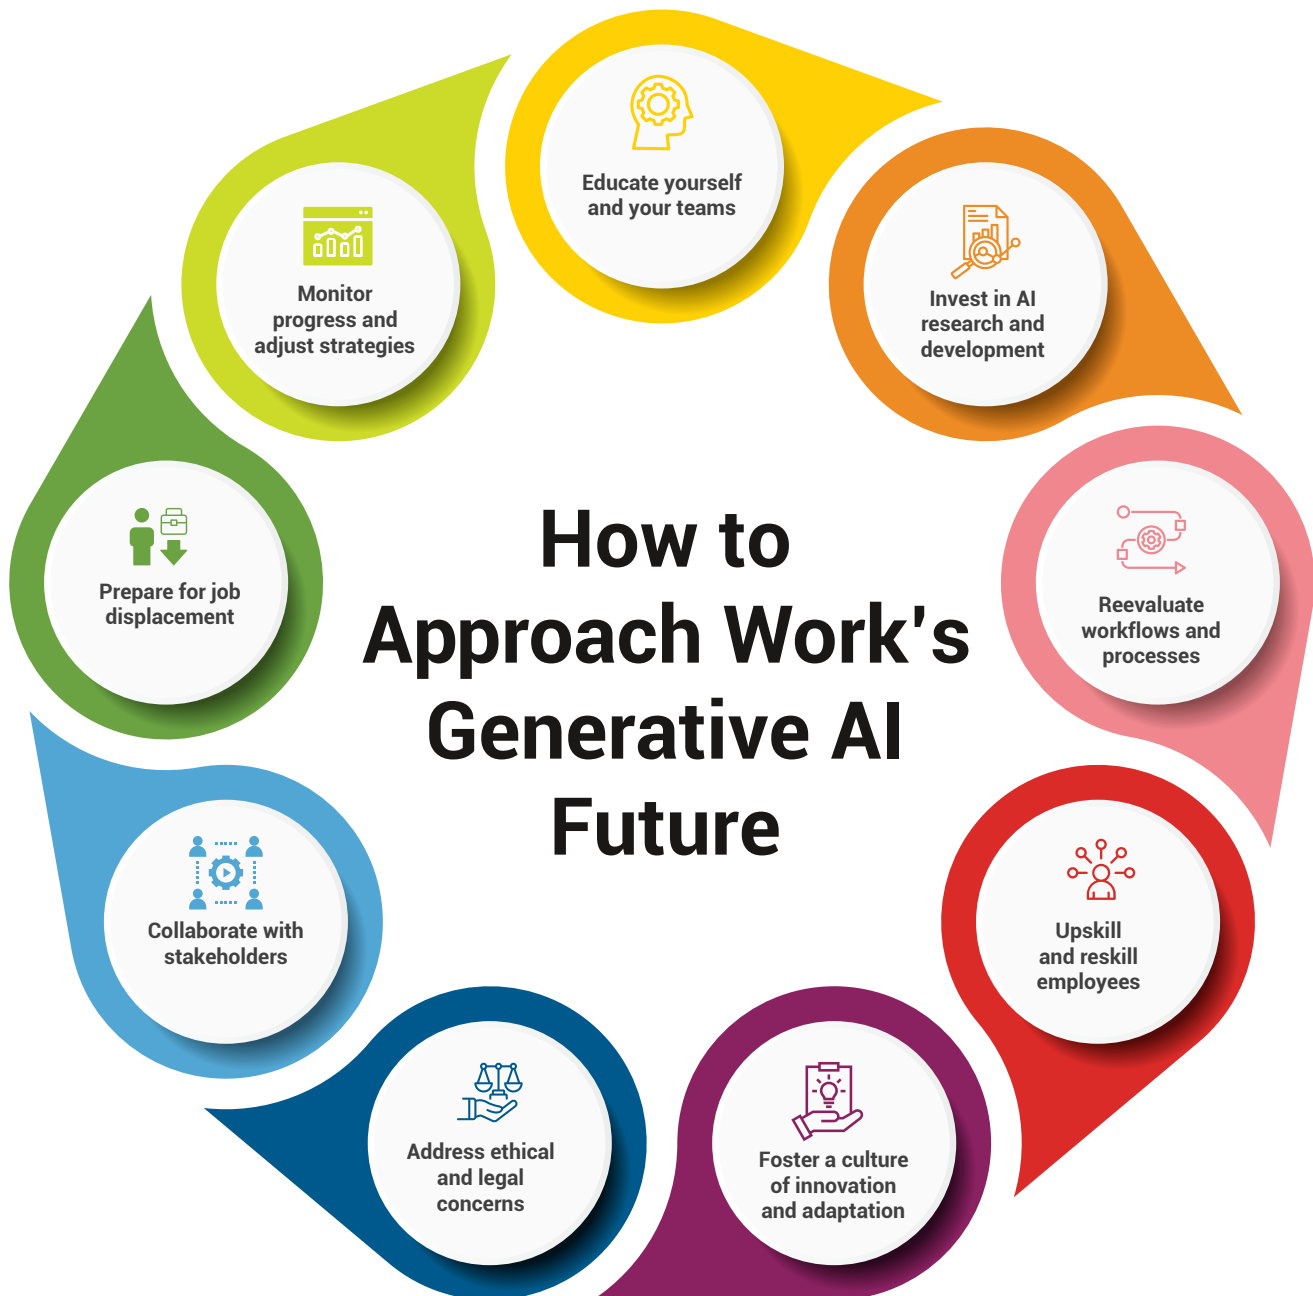 How to
Approach Work's
Generative AI
Future
Educate yourself
and your teams
Invest in AI
research and
development
Reevaluate
workflows and
processes
Upskill
and reskill
employees
Foster a culture
of innovation
and adaptation
Address ethical
and legal
concerns
Collaborate with
stakeholders
Prepare for job
displacement
Monitor
progress and
adjust strategies